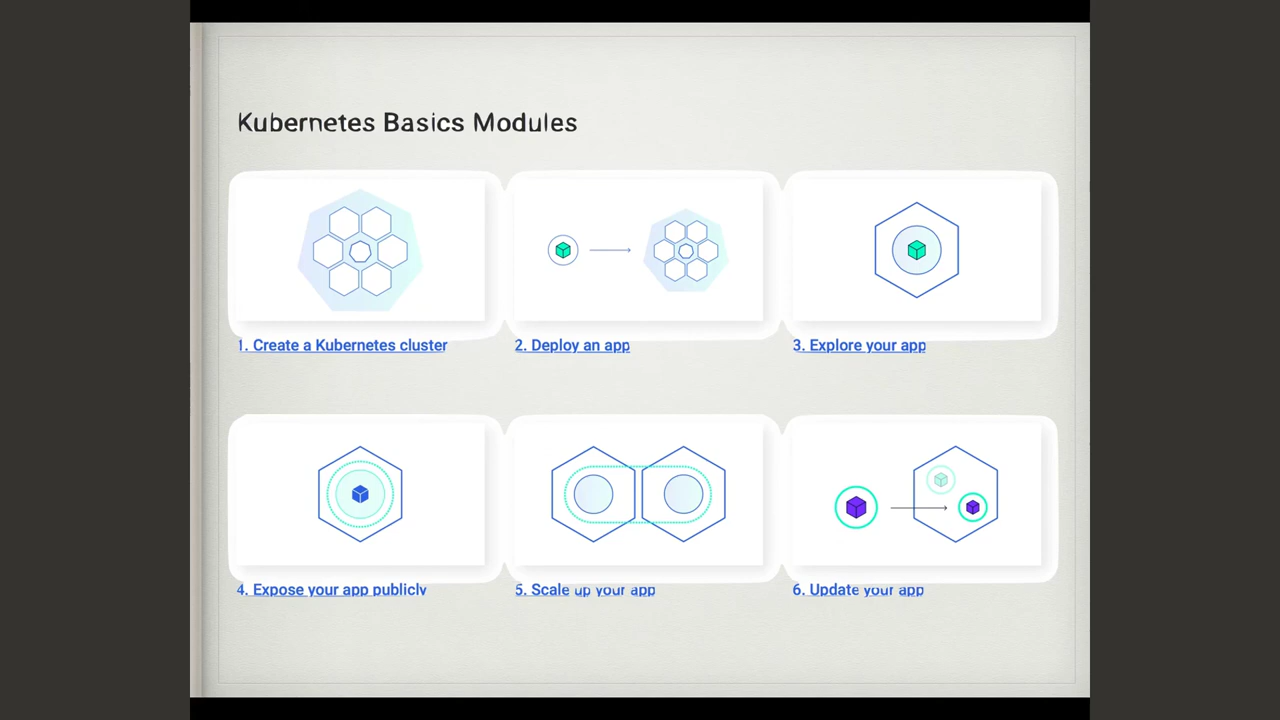 Kubernetes Basics Modules
1. Create a Kubernetes cluster
2. Deploy an app
3. Explore your app
4. Expose your app publicly
5. Scale up your app
6. Update your app